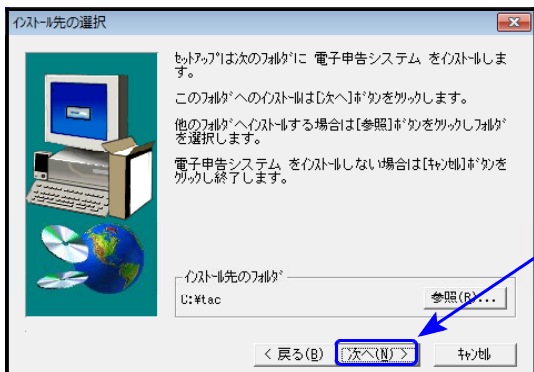 ｲﾝｽﾄｰﾙ先の選択
ｾｯﾄｱｯﾌﾟは次のﾌｫﾙﾀﾞに 電子申告システム をｲﾝｽﾄｰﾙしま
す。
このﾌｫﾙﾀﾞへのｲﾝｽﾄｰﾙは[次へ]ﾎﾞﾀﾝをｸﾘｯｸします。
他のﾌｫﾙﾀﾞへｲﾝｽﾄｰﾙする場合は[参照]ﾎﾞﾀﾝをｸﾘｯｸしﾌｫﾙﾀﾞ
を選択します。
電子申告システム をｲﾝｽﾄｰﾙしない場合は[ｷｬﾝｾﾙ]ﾎﾞﾀﾝを
ｸﾘｯｸし終了します。
ｲﾝｽﾄｰﾙ先のﾌｫﾙﾀﾞ
C:¥tac
参照(R)...
< 戻る(B)
次へ(N) >
ｷｬﾝｾﾙ